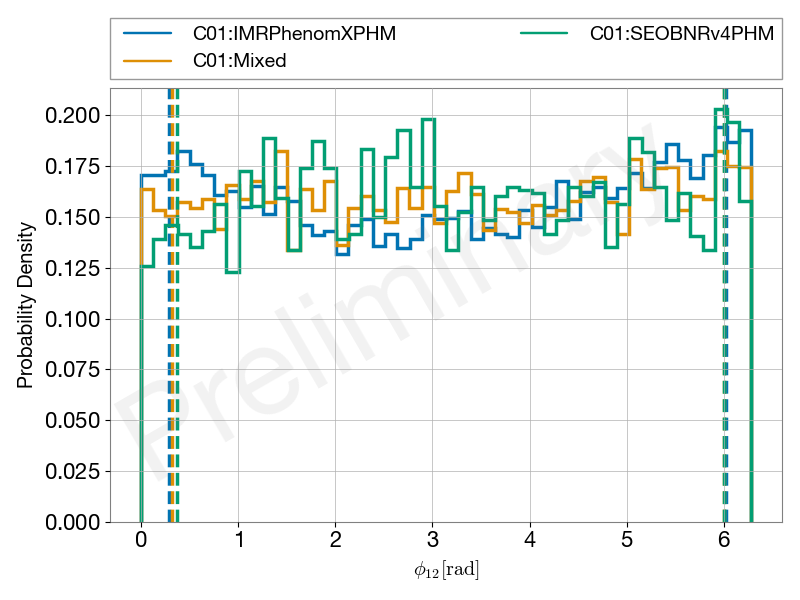 C01:IMRPhenomXPHM C01:SEOBNRv4PHM
C01:Mixed
Probability Density
0.200
0.175
0.150
0.125
0.100
0.075
0.050
0.025
0.000
0 1 2 3 4 5 6
ϕ₁₂[rad]
Preliminary